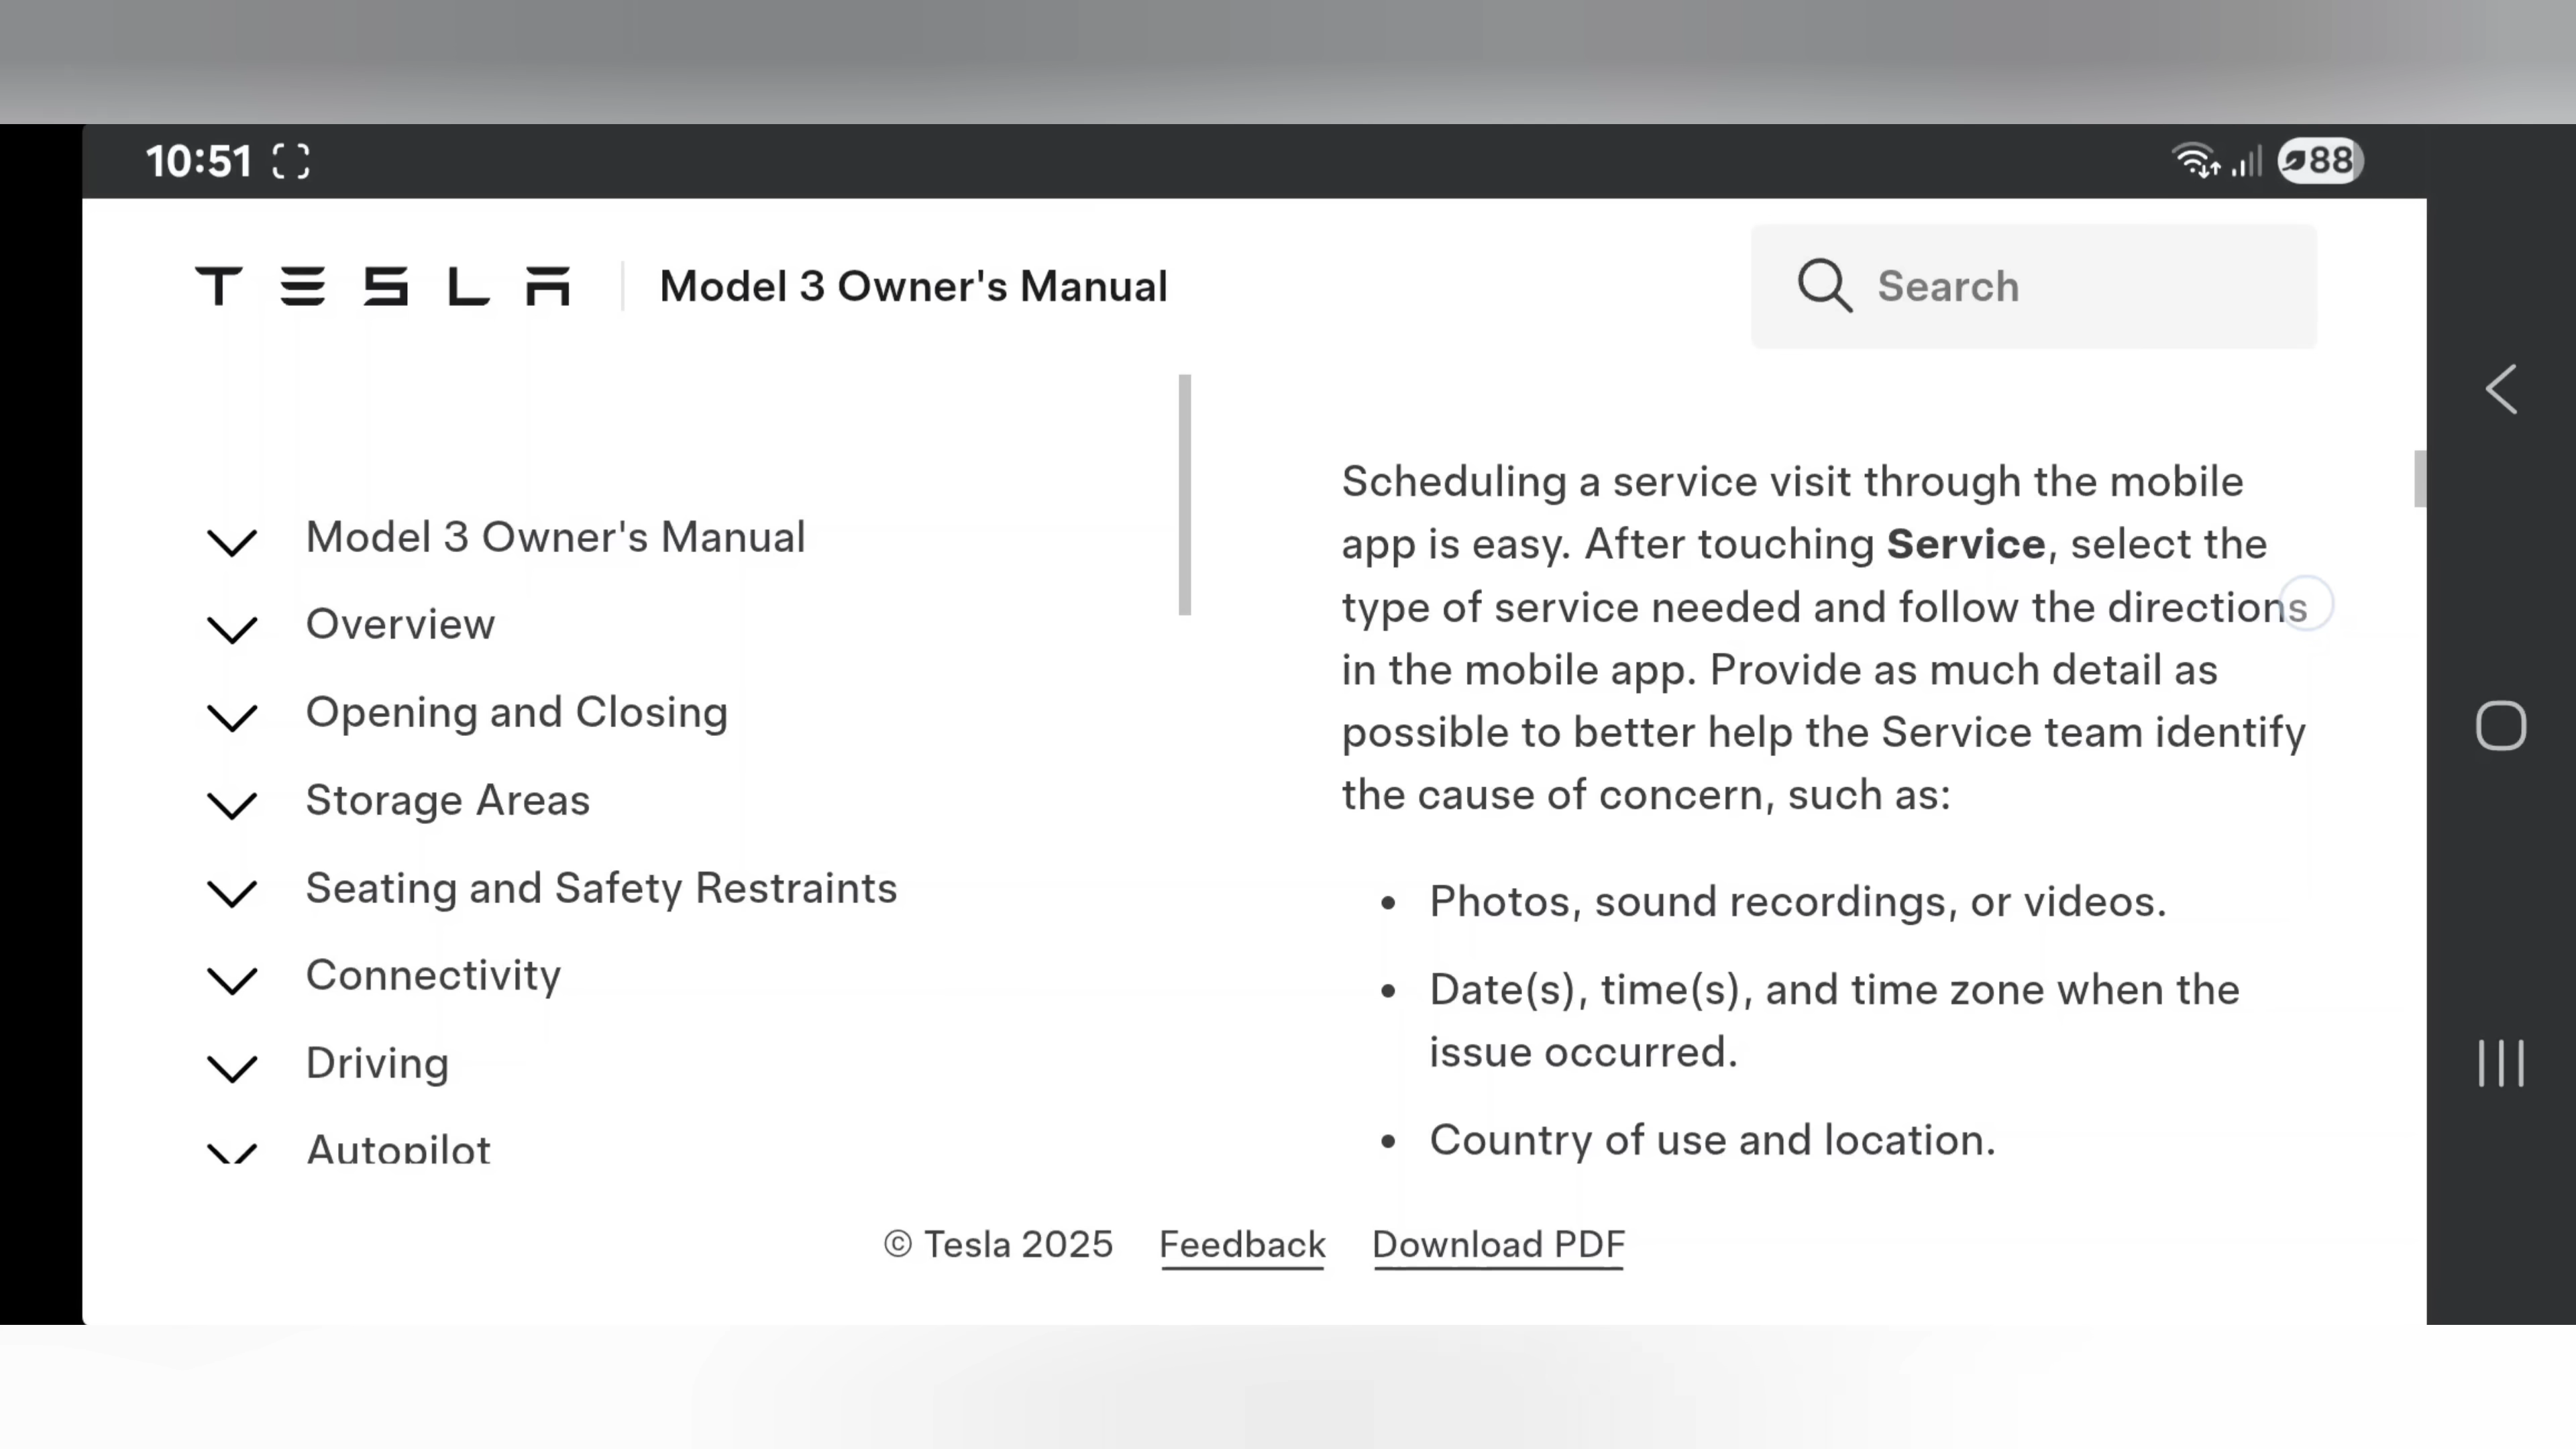 10:51
88
TESLA
Model 3 Owner's Manual
Search
Model 3 Owner's Manual
Overview
Opening and Closing
Storage Areas
Seating and Safety Restraints
Connectivity
Driving
Autopilot
Scheduling a service visit through the mobile
app is easy. After touching Service, select the
type of service needed and follow the directions
in the mobile app. Provide as much detail as
possible to better help the Service team identify
the cause of concern, such as:
• Photos, sound recordings, or videos.
• Date(s), time(s), and time zone when the
issue occurred.
• Country of use and location.
© Tesla 2025 Feedback Download PDF